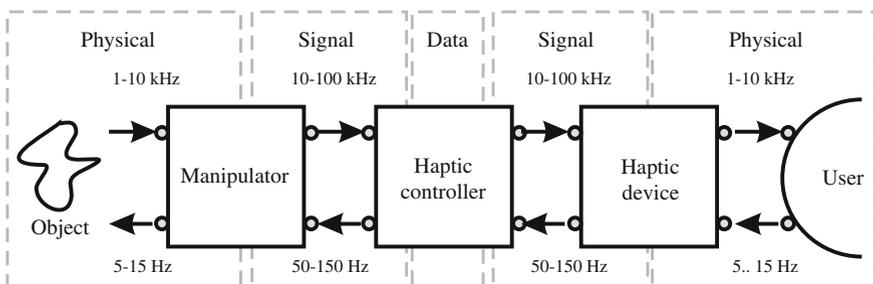 Physical
Signal
Data
Signal
Physical
1-10 kHz
10-100 kHz
10-100 kHz
1-10 kHz
Manipulator
Haptic
controller
Haptic
device
User
Object
5-15 Hz
50-150 Hz
50-150 Hz
5.. 15 Hz